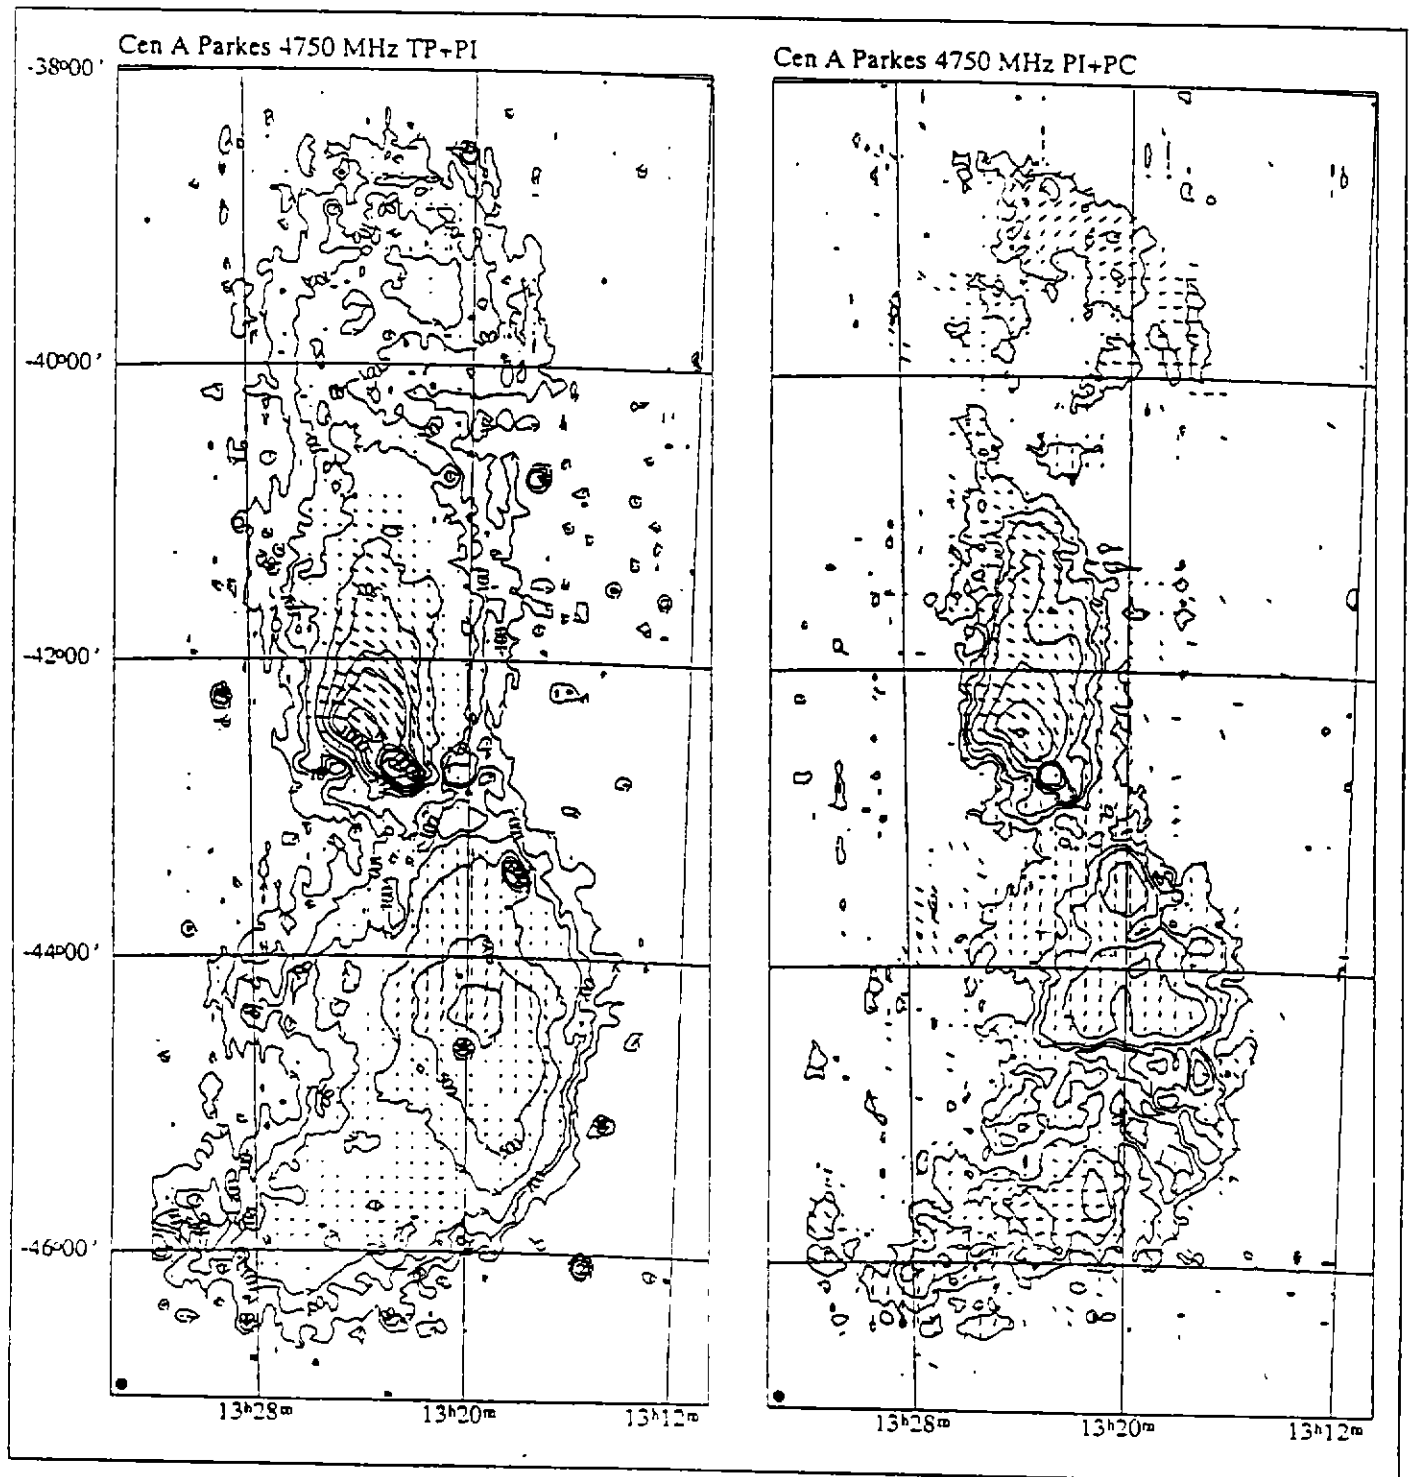 Cen A Parkes 4750 MHz TP+PI
Cen A Parkes 4750 MHz PI+PC
-38°00'
-40°00'
-42°00'
-44°00'
-46°00'
13ʰ28ᵐ 13ʰ20ᵐ 13ʰ12ᵐ
13ʰ28ᵐ 13ʰ20ᵐ 13ʰ12ᵐ